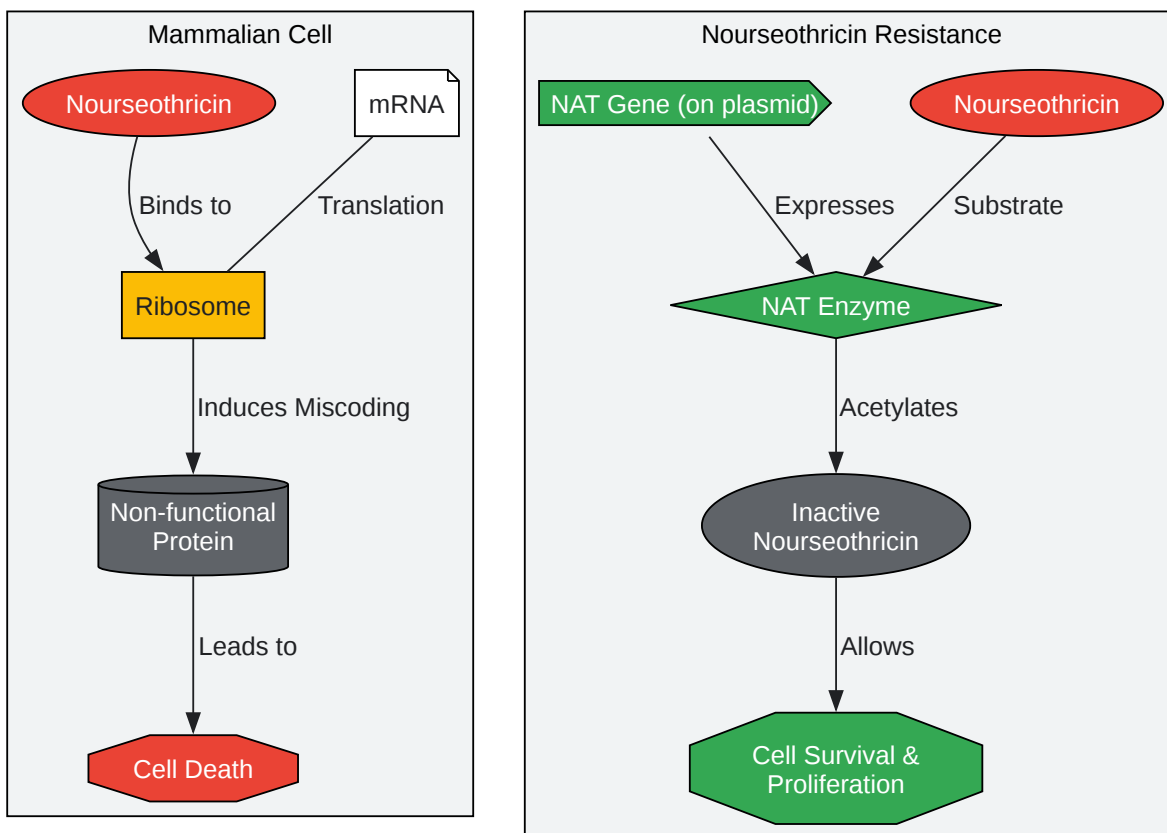 Mammalian Cell
Nourseothricin
mRNA
Binds to
Translation
Ribosome
Induces Miscoding
Non-functional
Protein
Leads to
Cell Death
Nourseothricin Resistance
NAT Gene (on plasmid)
Nourseothricin
Expresses
Substrate
NAT Enzyme
Acetylates
Inactive
Nourseothricin
Allows
Cell Survival &
Proliferation